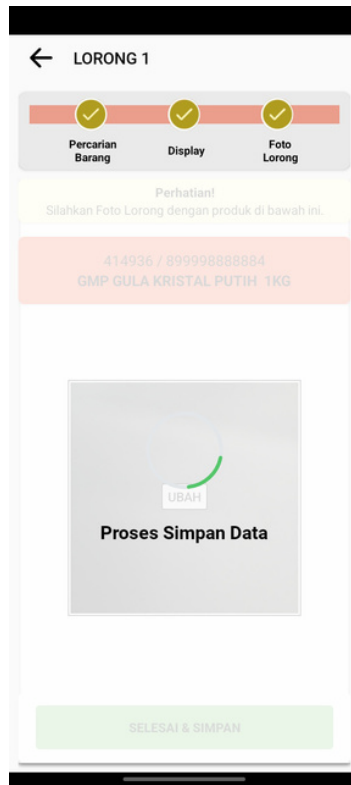 LORONG 1
Percarian
Barang
Display
Foto
Lorong
Perhatian!
Silahkan Foto Lorong dengan produk di bawah ini.
414936 / 899998888884
GMP GULA KRISTAL PUTIH 1KG
UBAH
Proses Simpan Data
SELESAI & SIMPAN